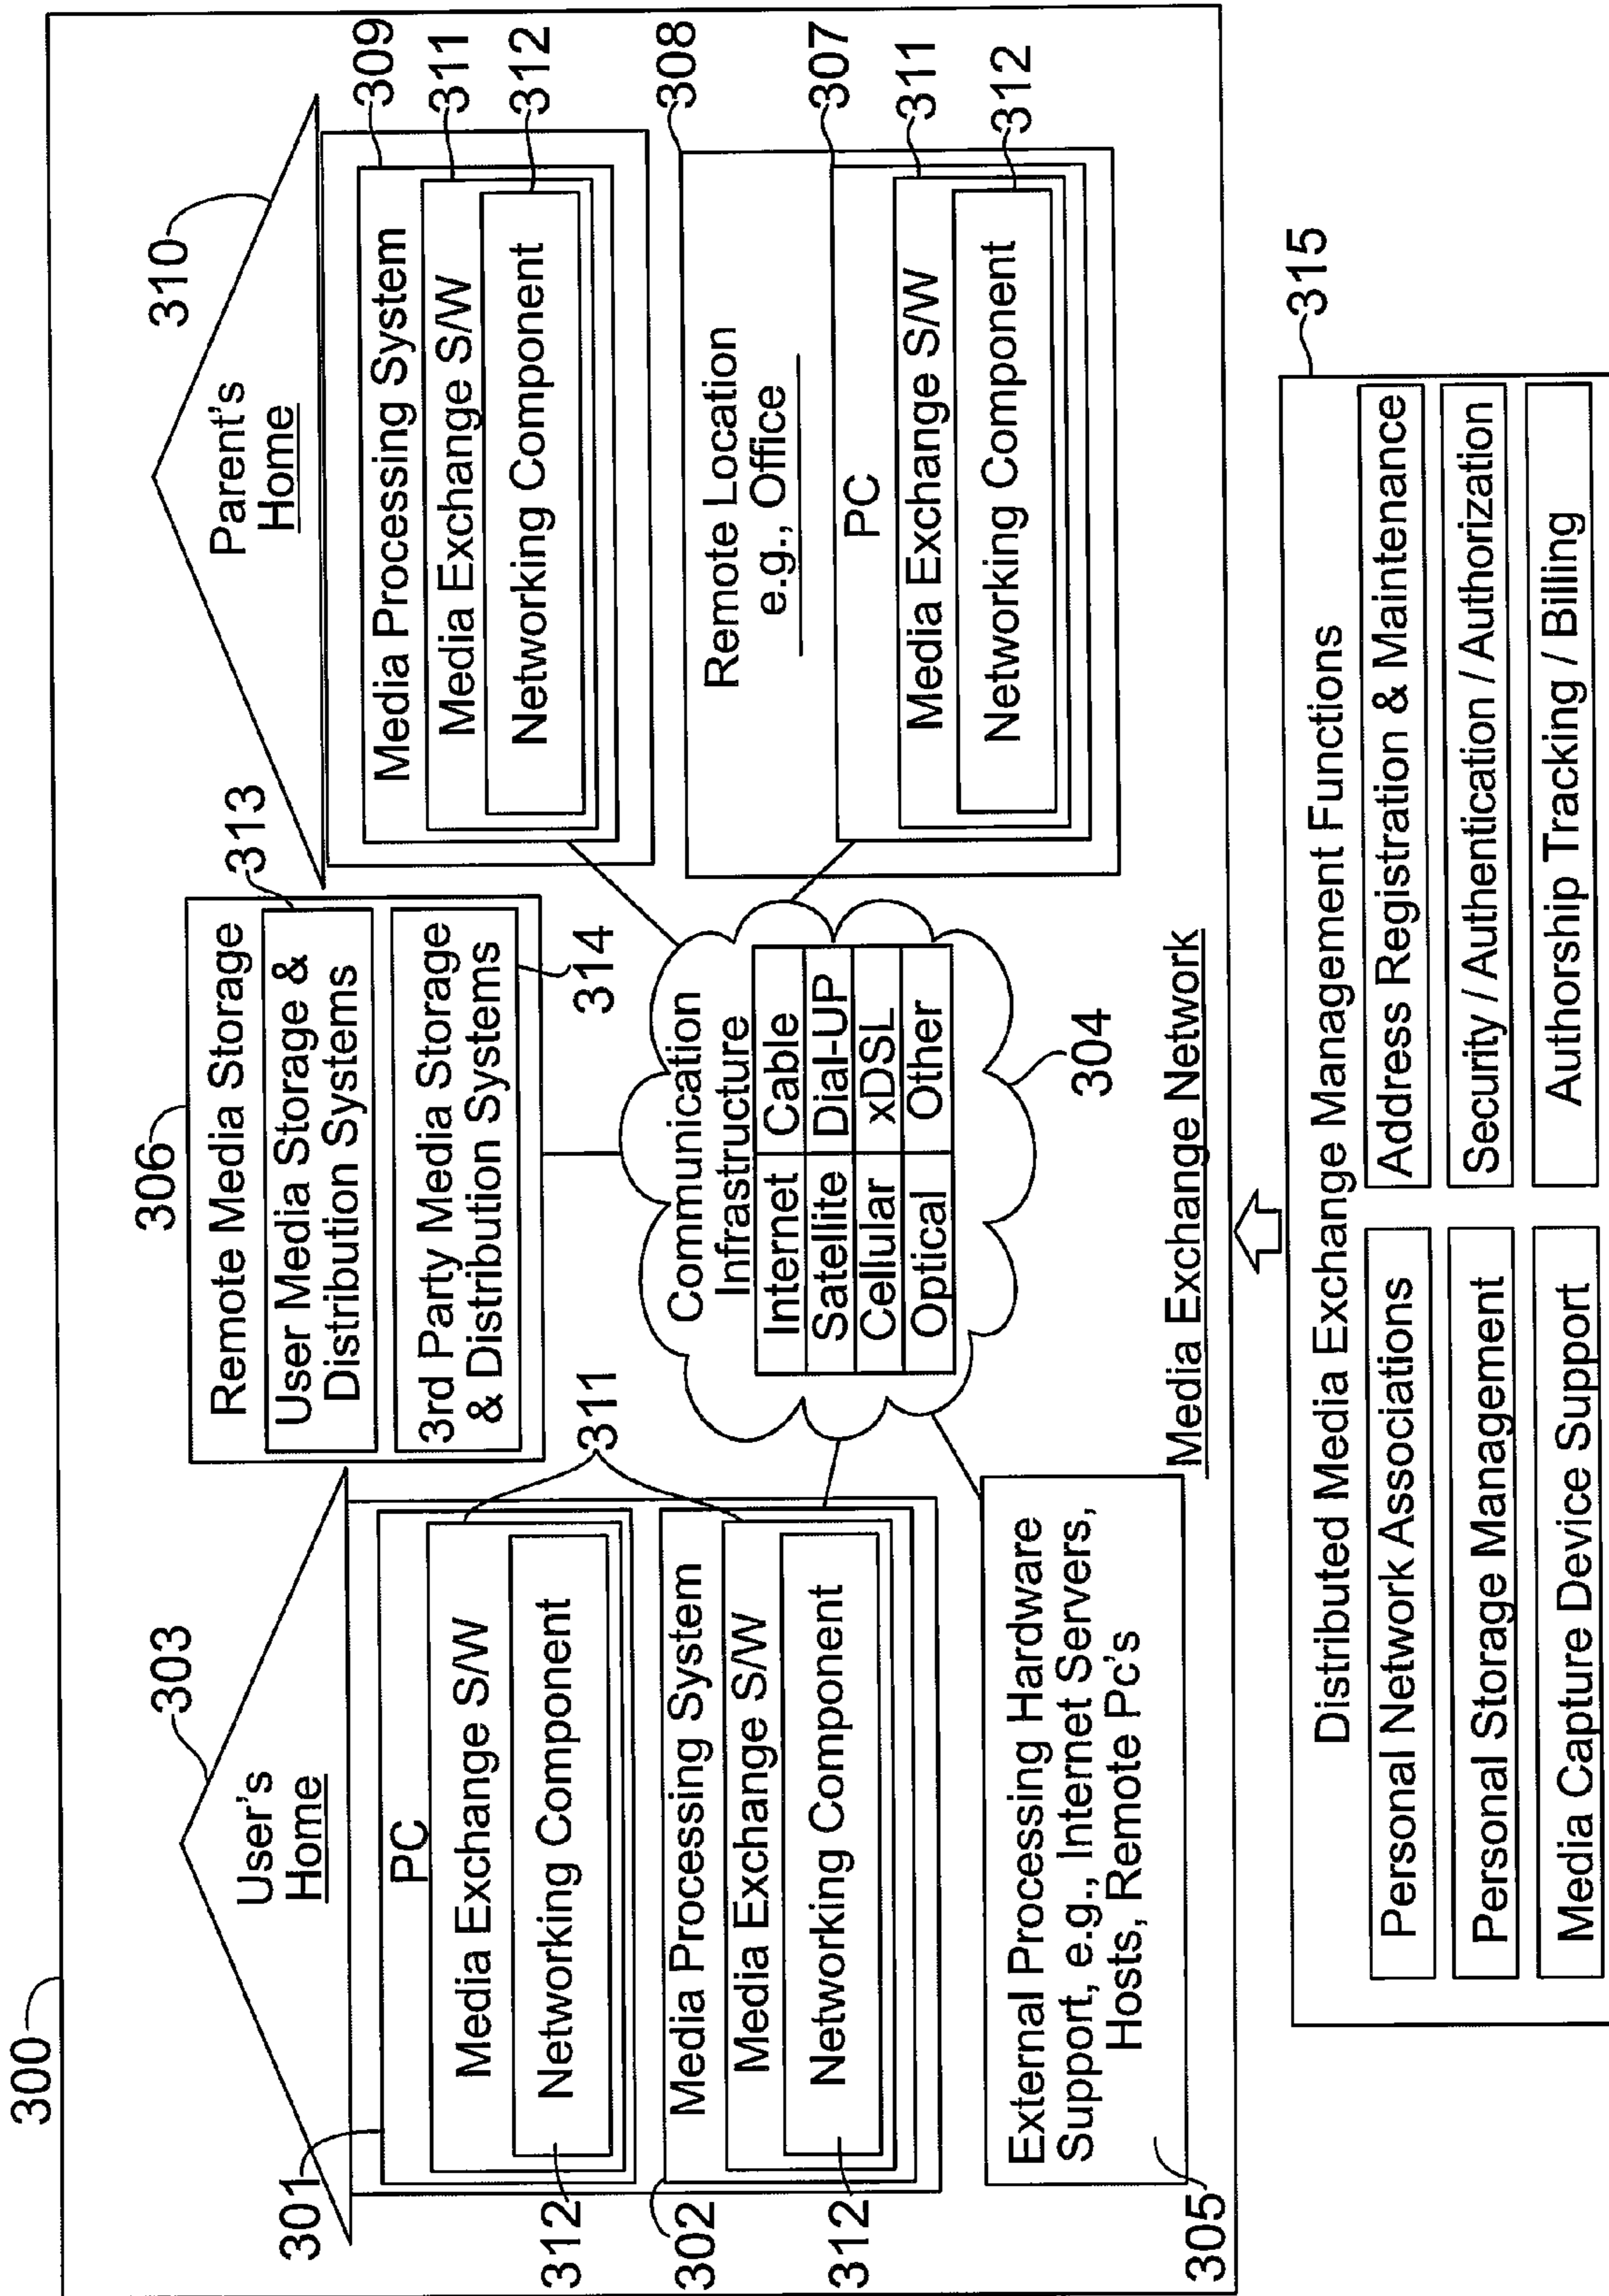 300
303
User's
Home
301
PC
Media Exchange S/W
Networking Component
312
311
302
Media Processing System
Media Exchange S/W
Networking Component
312
External Processing Hardware
Support, e.g., Internet Servers,
Hosts, Remote Pc's
305
306
Remote Media Storage
313
User Media Storage &
Distribution Systems
3rd Party Media Storage
& Distribution Systems
314
Communication
Infrastructure
Internet
Cable
Satellite
Dial-UP
Cellular
xDSL
Optical
Other
304
Media Exchange Network
310
Parent's
Home
309
Media Processing System
311
Media Exchange S/W
312
Networking Component
308
Remote Location
e.g., Office
307
PC
311
Media Exchange S/W
312
Networking Component
315
Distributed Media Exchange Management Functions
Personal Network Associations
Address Registration & Maintenance
Personal Storage Management
Security / Authentication / Authorization
Media Capture Device Support
Authorship Tracking / Billing